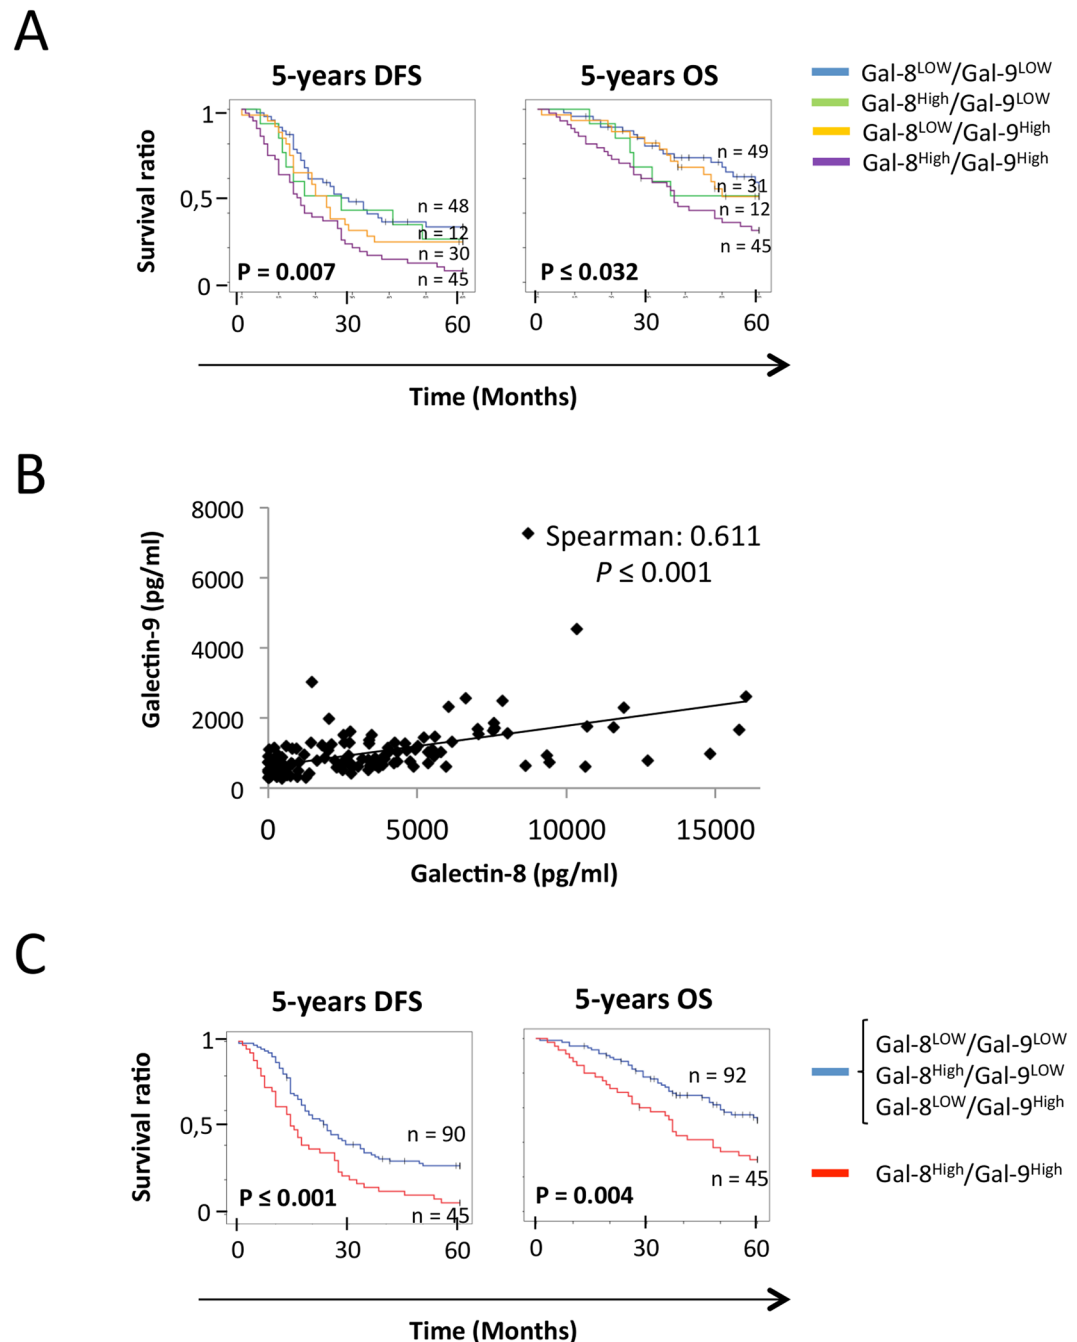 A
5-years DFS
5-years OS
Gal-8LOW/Gal-9LOW
Gal-8High/Gal-9LOW
Gal-8LOW/Gal-9High
Gal-8High/Gal-9High
Survival ratio
1
0,5
0
n = 48
n = 12
n = 30
n = 45
P = 0.007
0
30
60
n = 49
n = 31
n = 12
n = 45
P ≤ 0.032
0
30
60
Time (Months)
B
Galectin-9 (pg/ml)
8000
6000
4000
2000
0
Spearman: 0.611
P ≤ 0.001
0
5000
10000
15000
Galectin-8 (pg/ml)
C
5-years DFS
5-years OS
Survival ratio
1
0,5
0
n = 90
P ≤ 0.001
n = 45
0
30
60
n = 92
n = 45
P = 0.004
0
30
60
Gal-8LOW/Gal-9LOW
Gal-8High/Gal-9LOW
Gal-8LOW/Gal-9High
Gal-8High/Gal-9High
Time (Months)